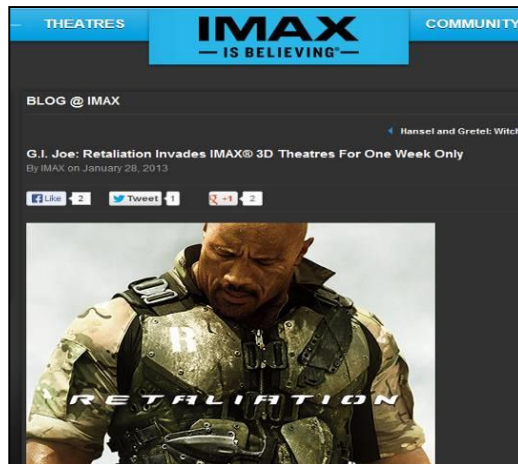 THEATRES
IMAX
IS BELIEVING®
COMMUNITY
BLOG @ IMAX
Hansel and Gretel: Witch
G.I. Joe: Retaliation Invades IMAX® 3D Theatres For One Week Only
By IMAX on January 28, 2013
Like 2 Tweet 1 +1 2
R
RETALIATION